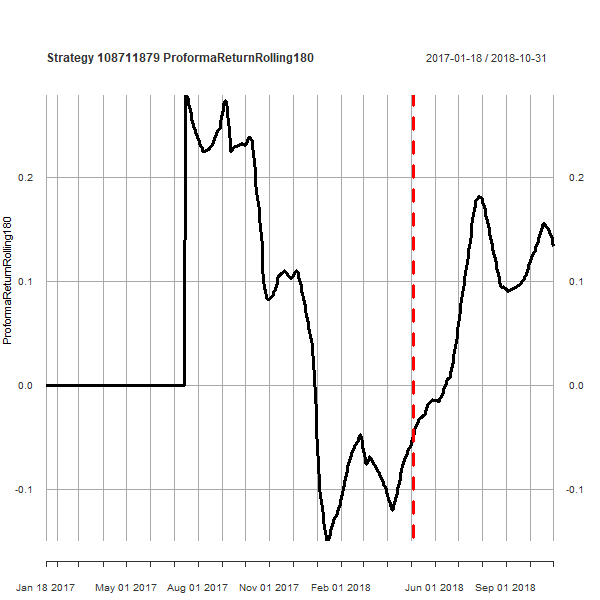 Strategy 108711879 ProformaReturnRolling180
2017-01-18 / 2018-10-31
0.2
0.2
0.1
0.1
0.0
0.0
-0.1
-0.1
ProformaReturnRolling180
Jan 18 2017
May 01 2017
Aug 01 2017
Nov 01 2017
Feb 01 2018
Jun 01 2018
Sep 01 2018